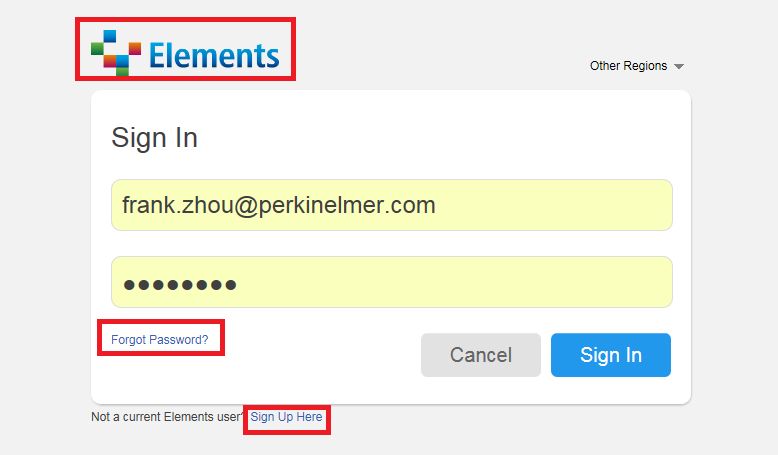 Elements
Other Regions
Sign In
frank.zhou@perkinelmer.com
●●●●●●●●
Forgot Password?
Cancel
Sign In
Not a current Elements user? Sign Up Here